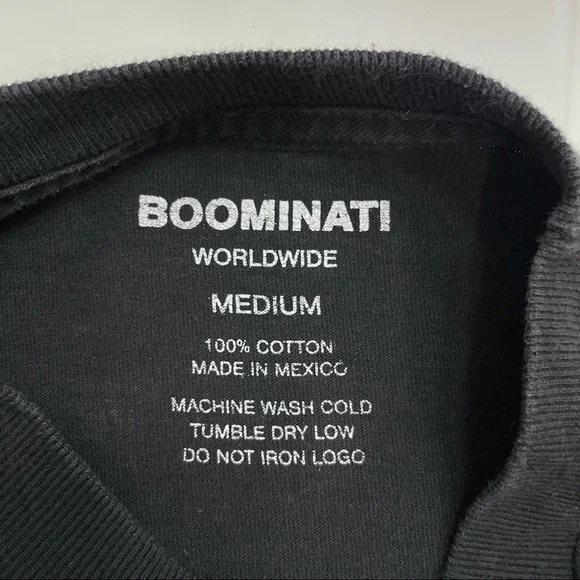 BOOMINATI
WORLDWIDE
MEDIUM
100% COTTON
MADE IN MEXICO
MACHINE WASH COLD
TUMBLE DRY LOW
DO NOT IRON LOGO